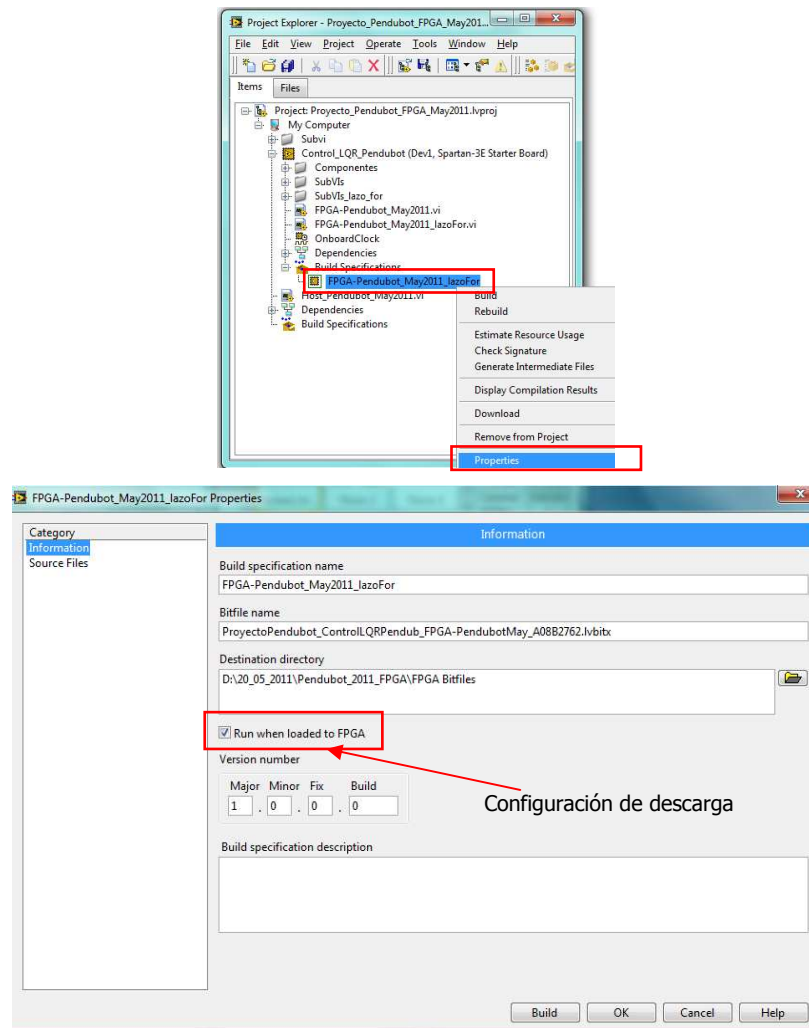 Project Explorer - Proyecto_Pendubot_FPGA_May201...
File Edit View Project Operate Tools Window Help
Items Files
Project: Proyecto_Pendubot_FPGA_May2011.lvproj
My Computer
Subvi
Control_LQR_Pendubot (Dev1, Spartan-3E Starter Board)
Componentes
SubVIs
SubVIs_lazo_for
FPGA-Pendubot_May2011.vi
FPGA-Pendubot_May2011_lazoFor.vi
OnboardClock
Dependencies
Build Specifications
FPGA-Pendubot_May2011_lazoFor
Host_Pendubot_May2011.vi
Dependencies
Build Specifications
Build
Rebuild
Estimate Resource Usage
Check Signature
Generate Intermediate Files
Display Compilation Results
Download
Remove from Project
Properties
FPGA-Pendubot_May2011_lazoFor Properties
Category
Information
Source Files
Information
Build specification name
FPGA-Pendubot_May2011_lazoFor
Bitfile name
ProyectoPendubot_ControlLQRPendub_FPGA-PendubotMay_A08B2762.lvbitx
Destination directory
D:\20_05_2011\Pendubot_2011_FPGA\FPGA Bitfiles
Run when loaded to FPGA
Version number
Major Minor Fix Build
1 . 0 . 0 . 0
Configuración de descarga
Build specification description
Build OK Cancel Help